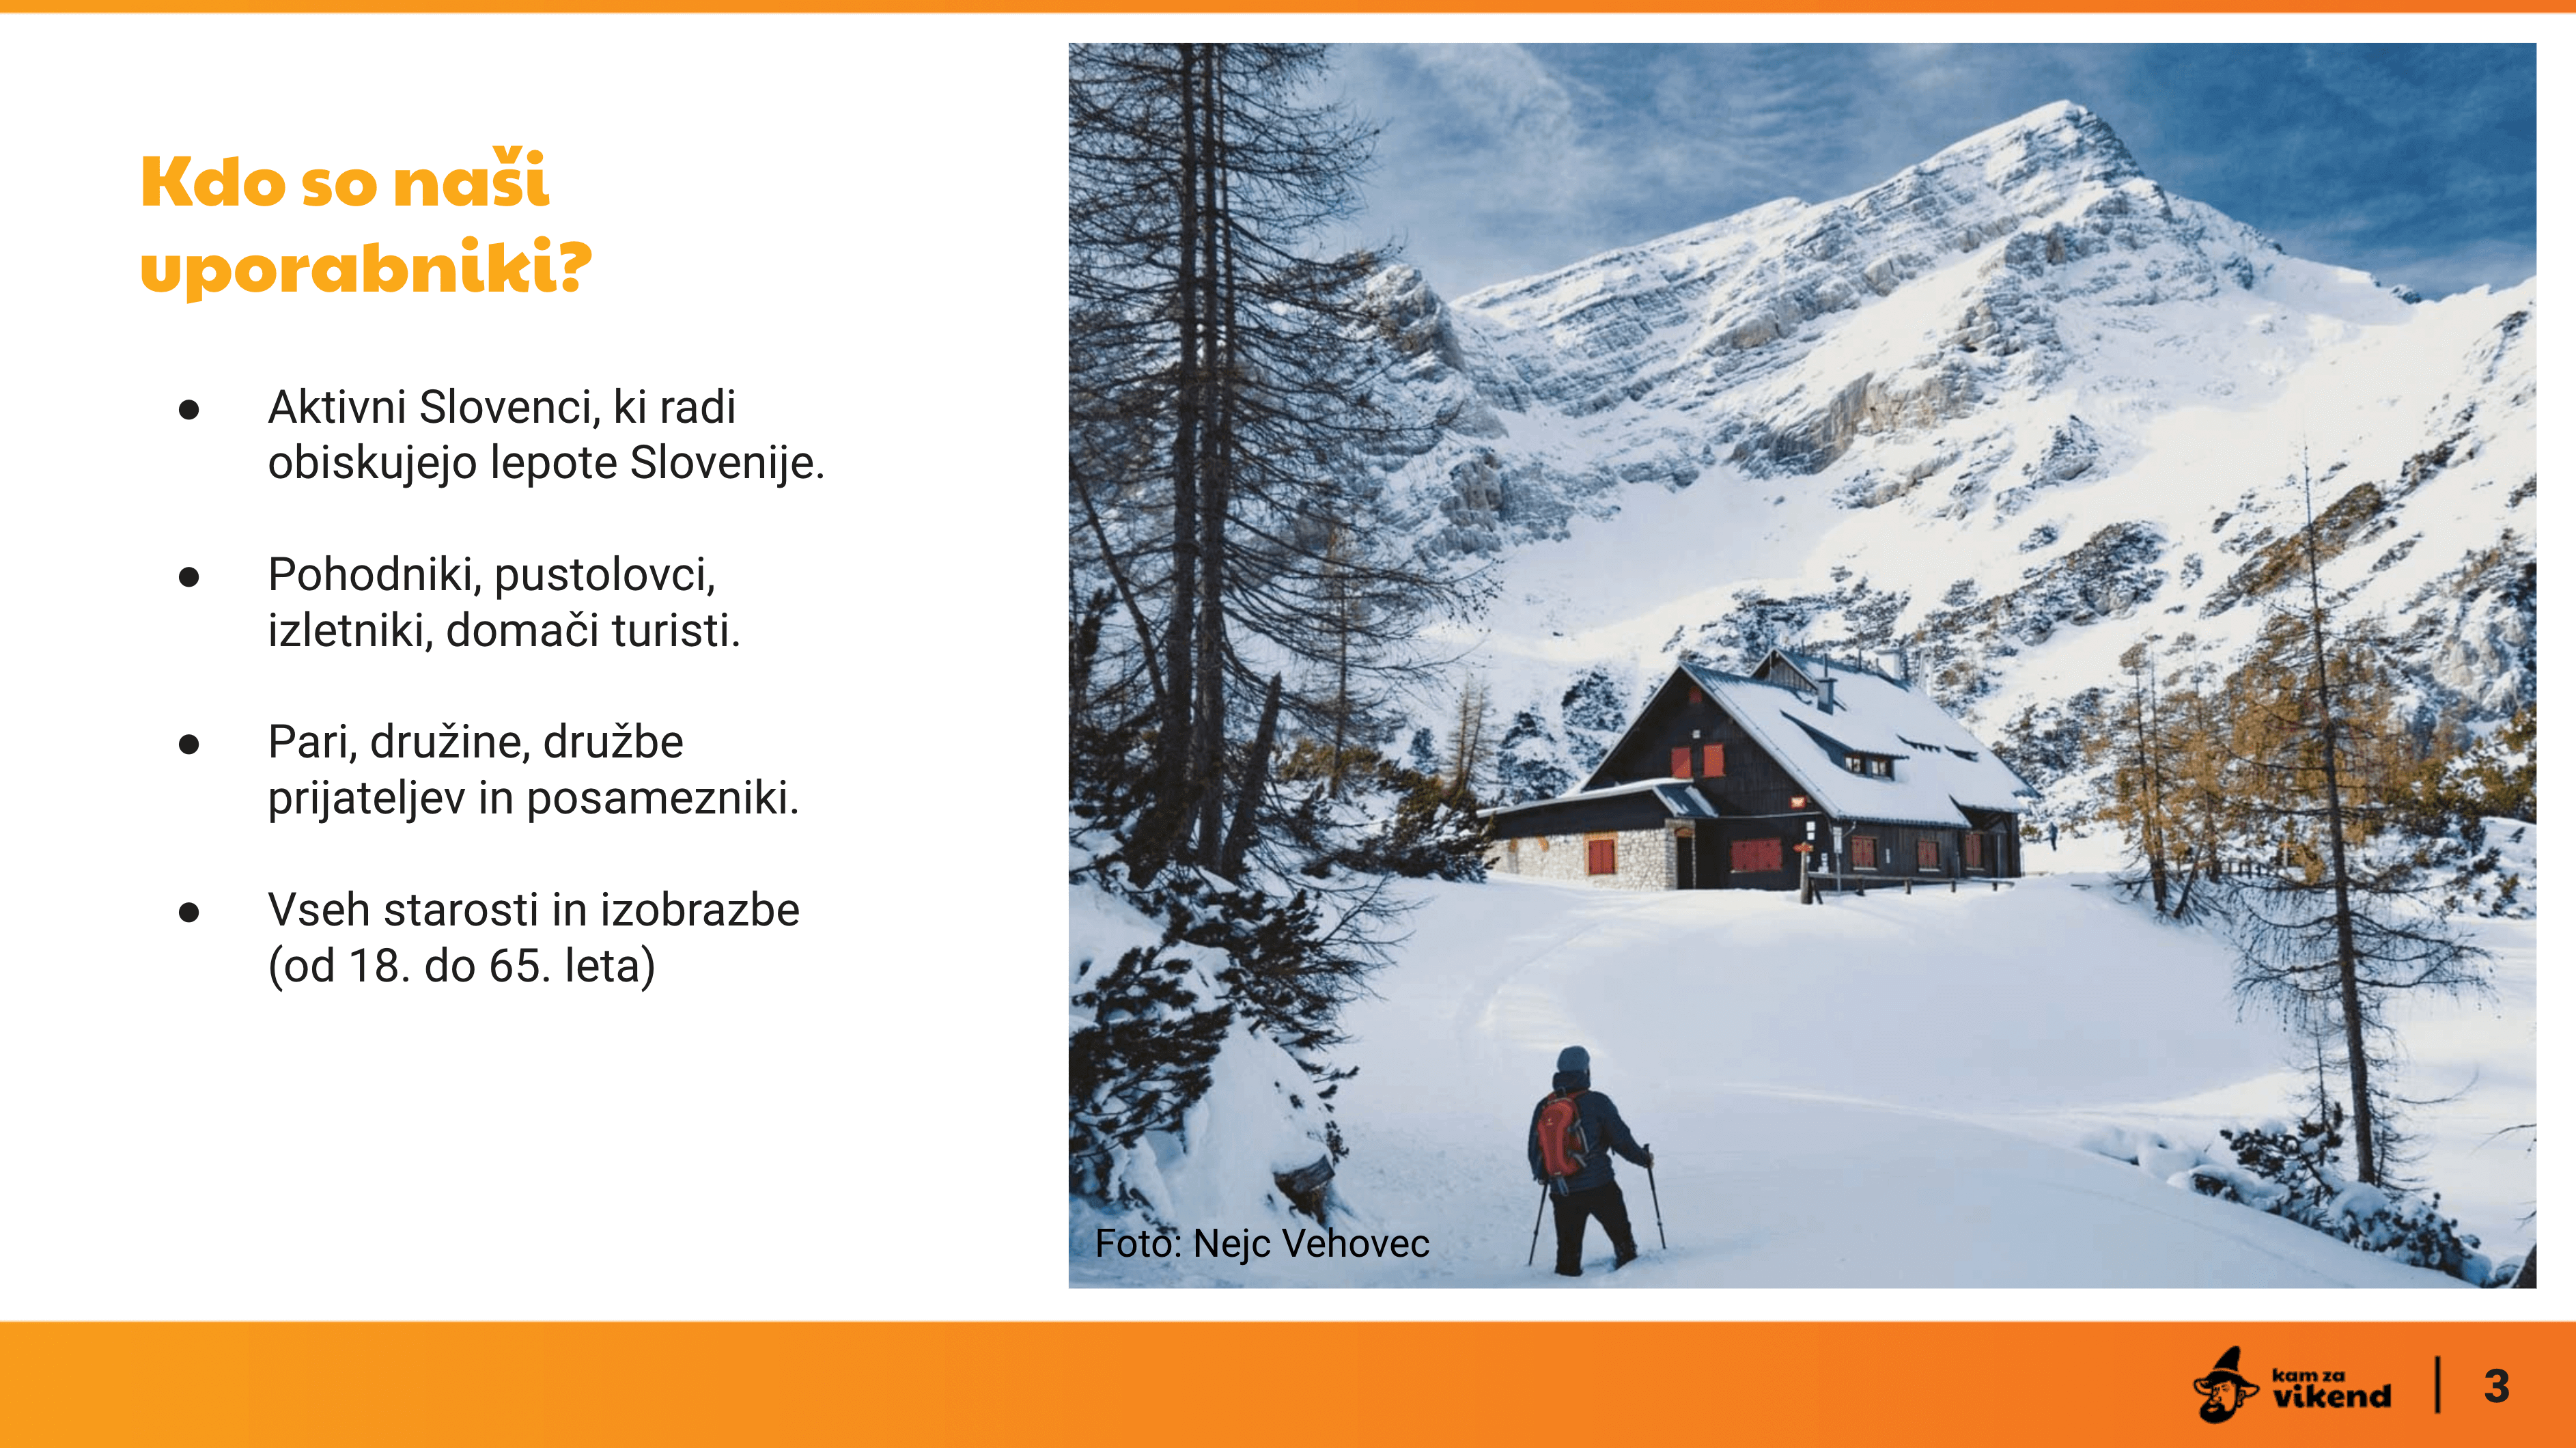 Kdo so naši
uporabniki?
● Aktivni Slovenci, ki radi
obiskujejo lepote Slovenije.
● Pohodniki, pustolovci,
izletniki, domači turisti.
● Pari, družine, družbe
prijateljev in posamezniki.
● Vseh starosti in izobrazbe
(od 18. do 65. leta)
Foto: Nejc Vehovec
kam za
vikend
3